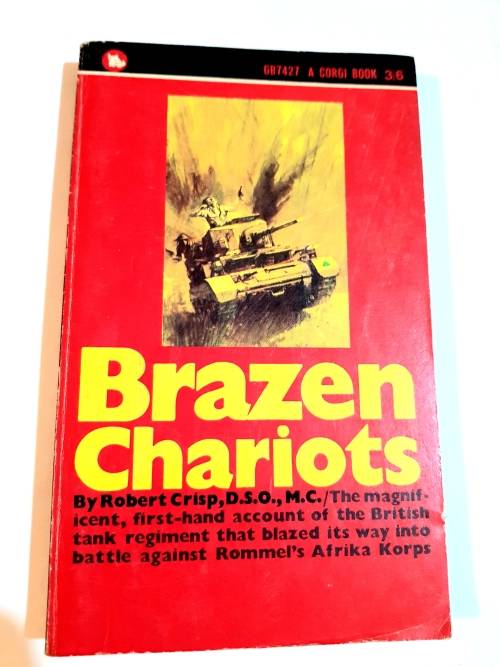 GB7427 A CORGI BOOK 3/6
Brazen
Chariots
By Robert Crisp, D.S.O., M.C./The magnif-
icent, first-hand account of the British
tank regiment that blazed its way into
battle against Rommel's Afrika Korps